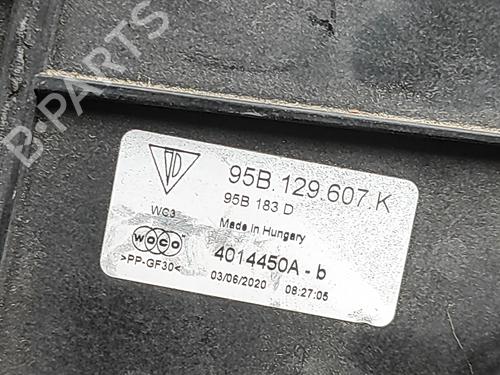 B-PARTS
95B.129.607.K
95B 183 D
WC3
Made in Hungary
WOCO
4014450A-b
>PP-GF30<
03/06/2020 08:27:05
B-PARTS